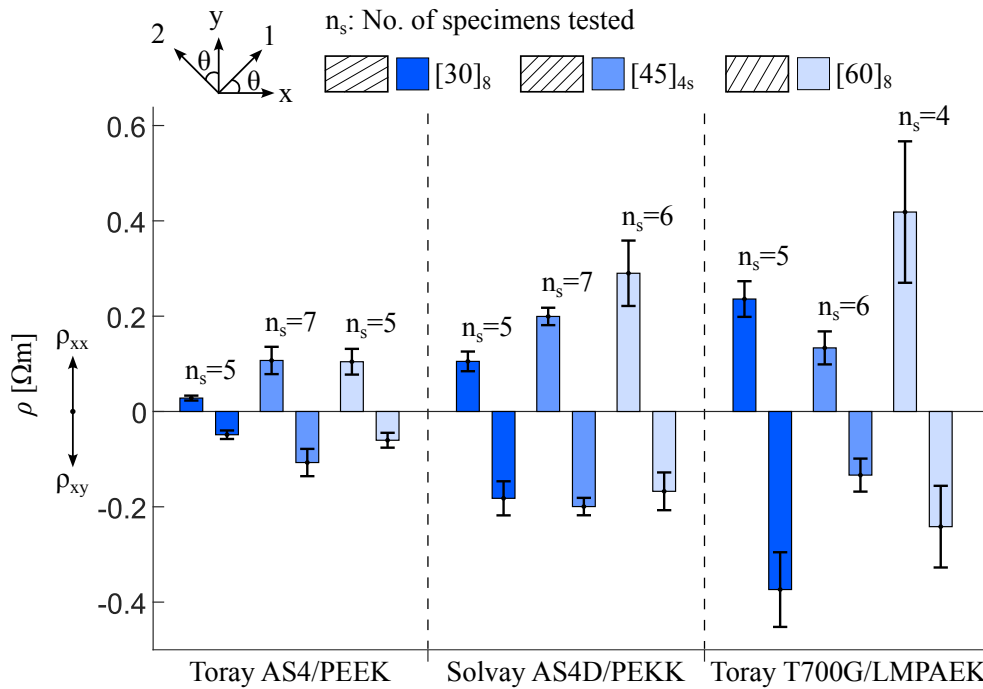 n_s: No. of specimens tested
y
2
1
θ
θ
x
[30]_8
[45]_4s
[60]_8
0.6
0.4
0.2
0
-0.2
-0.4
ρ [Ωm]
ρ_xx
ρ_xy
n_s=5
n_s=7
n_s=5
n_s=5
n_s=7
n_s=6
n_s=5
n_s=6
n_s=4
Toray AS4/PEEK
Solvay AS4D/PEKK
Toray T700G/LMPAEK